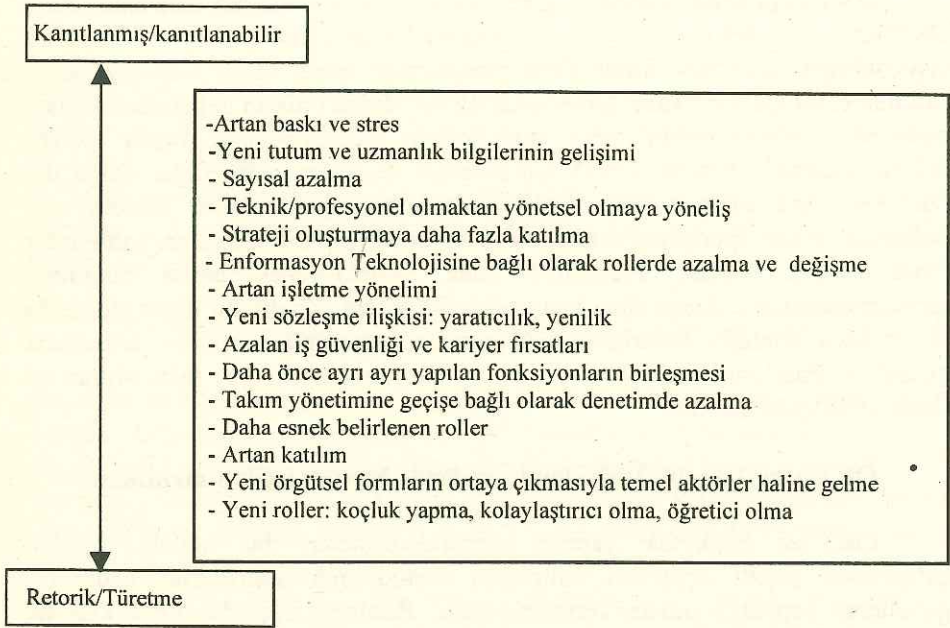 Kanıtlanmış/kanıtlanabilir
-Artan baskı ve stres
-Yeni tutum ve uzmanlık bilgilerinin gelişimi
- Sayısal azalma
- Teknik/profesyonel olmaktan yönetsel olmaya yöneliş
- Strateji oluşturmaya daha fazla katılma
- Enformasyon Teknolojisine bağlı olarak rollerde azalma ve değişme
- Artan işletme yönelimi
- Yeni sözleşme ilişkisi: yaratıcılık, yenilik
- Azalan iş güvenliği ve kariyer fırsatları
- Daha önce ayrı ayrı yapılan fonksiyonların birleşmesi
- Takım yönetimine geçişe bağlı olarak denetimde azalma
- Daha esnek belirlenen roller
- Artan katılım
- Yeni örgütsel formların ortaya çıkmasıyla temel aktörler haline gelme
- Yeni roller: koçluk yapma, kolaylaştırıcı olma, öğretici olma
Retorik/Türetme